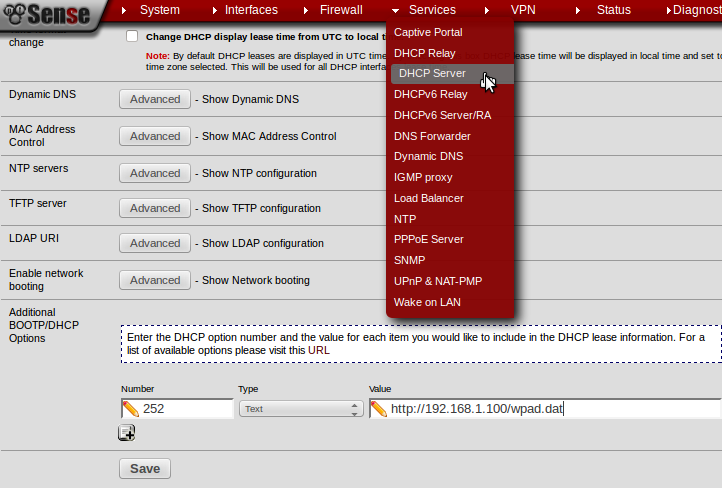 Sense
System
Interfaces
Firewall
Services
VPN
Status
Diagnost
change
Change DHCP display lease time from UTC to local ti
Note: By default DHCP leases are displayed in UTC time
lease time will be displayed in local time and set to
time zone selected. This will be used for all DHCP interfa
Captive Portal
DHCP Relay
DHCP Server
DHCPv6 Relay
DHCPv6 Server/RA
DNS Forwarder
Dynamic DNS
IGMP proxy
Load Balancer
NTP
PPPoE Server
SNMP
UPnP & NAT-PMP
Wake on LAN
Dynamic DNS
Advanced - Show Dynamic DNS
MAC Address
Control
Advanced - Show MAC Address Control
NTP servers
Advanced - Show NTP configuration
TFTP server
Advanced - Show TFTP configuration
LDAP URI
Advanced - Show LDAP configuration
Enable network
booting
Advanced - Show Network booting
Additional
BOOTP/DHCP
Options
Enter the DHCP option number and the value for each item you would like to include in the DHCP lease information. For a
list of available options please visit this URL
Number Type Value
252 Text http://192.168.1.100/wpad.dat
Save